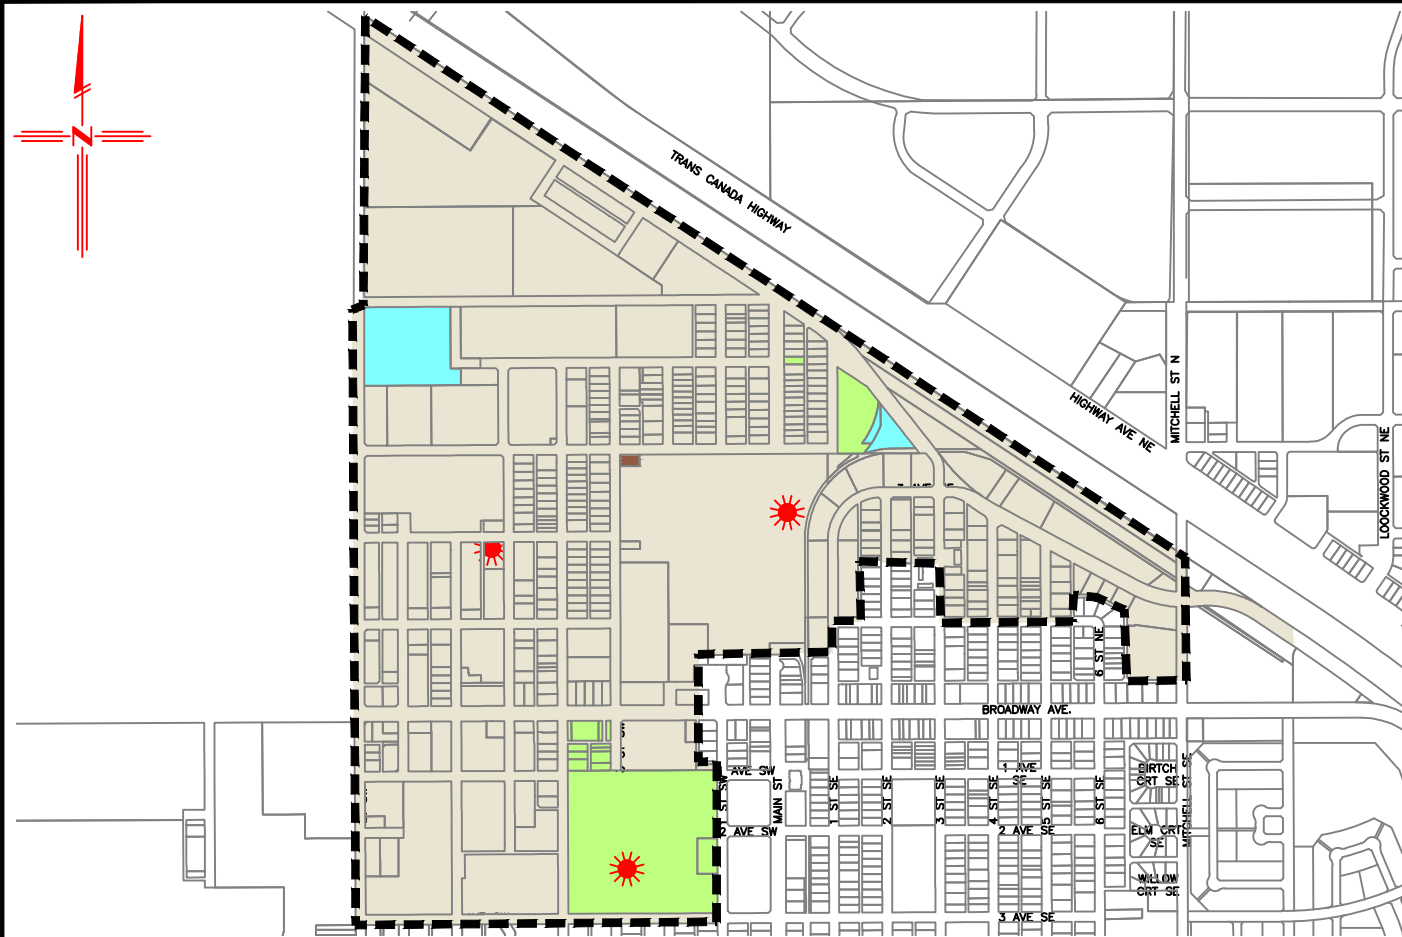 N
TRANS CANADA HIGHWAY
HIGHWAY AVE NE
MITCHELL ST N
LOOCKWOOD ST NE
6 ST NE
BROADWAY AVE.
AVE SW
ST SW
MAIN ST
1 ST SE
2 ST SE
3 ST SE
4 ST SE
5 ST SE
6 ST SE
1 AVE
SE
BIRTCH
CRT SE
MITCHELL ST SE
2 AVE SW
2 AVE SE
ELM CRT
SE
WILLOW
CRT SE
3 AVE SE